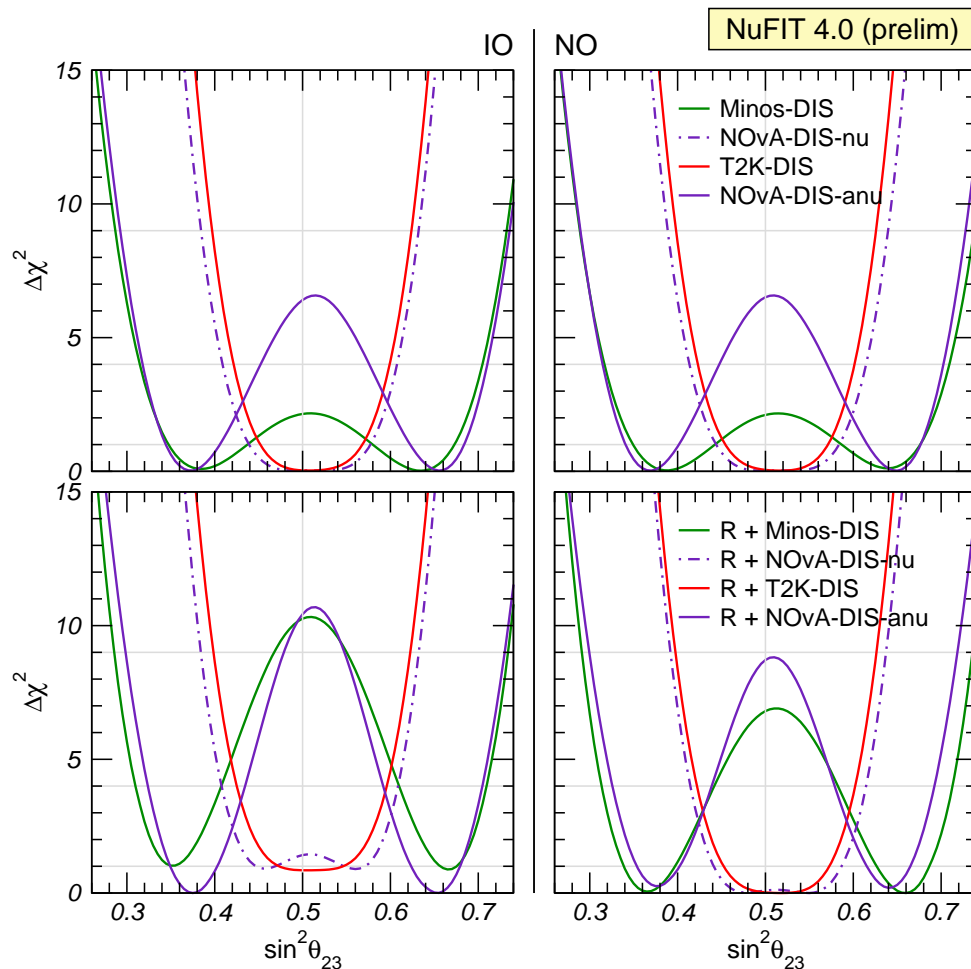 NuFIT 4.0 (prelim)
IO NO
15
10
5
0
Δχ²
Minos-DIS
NOvA-DIS-nu
T2K-DIS
NOvA-DIS-anu
15
10
5
0
Δχ²
R + Minos-DIS
R + NOvA-DIS-nu
R + T2K-DIS
R + NOvA-DIS-anu
0.3 0.4 0.5 0.6 0.7 0.3 0.4 0.5 0.6 0.7
sin²θ₂₃ sin²θ₂₃